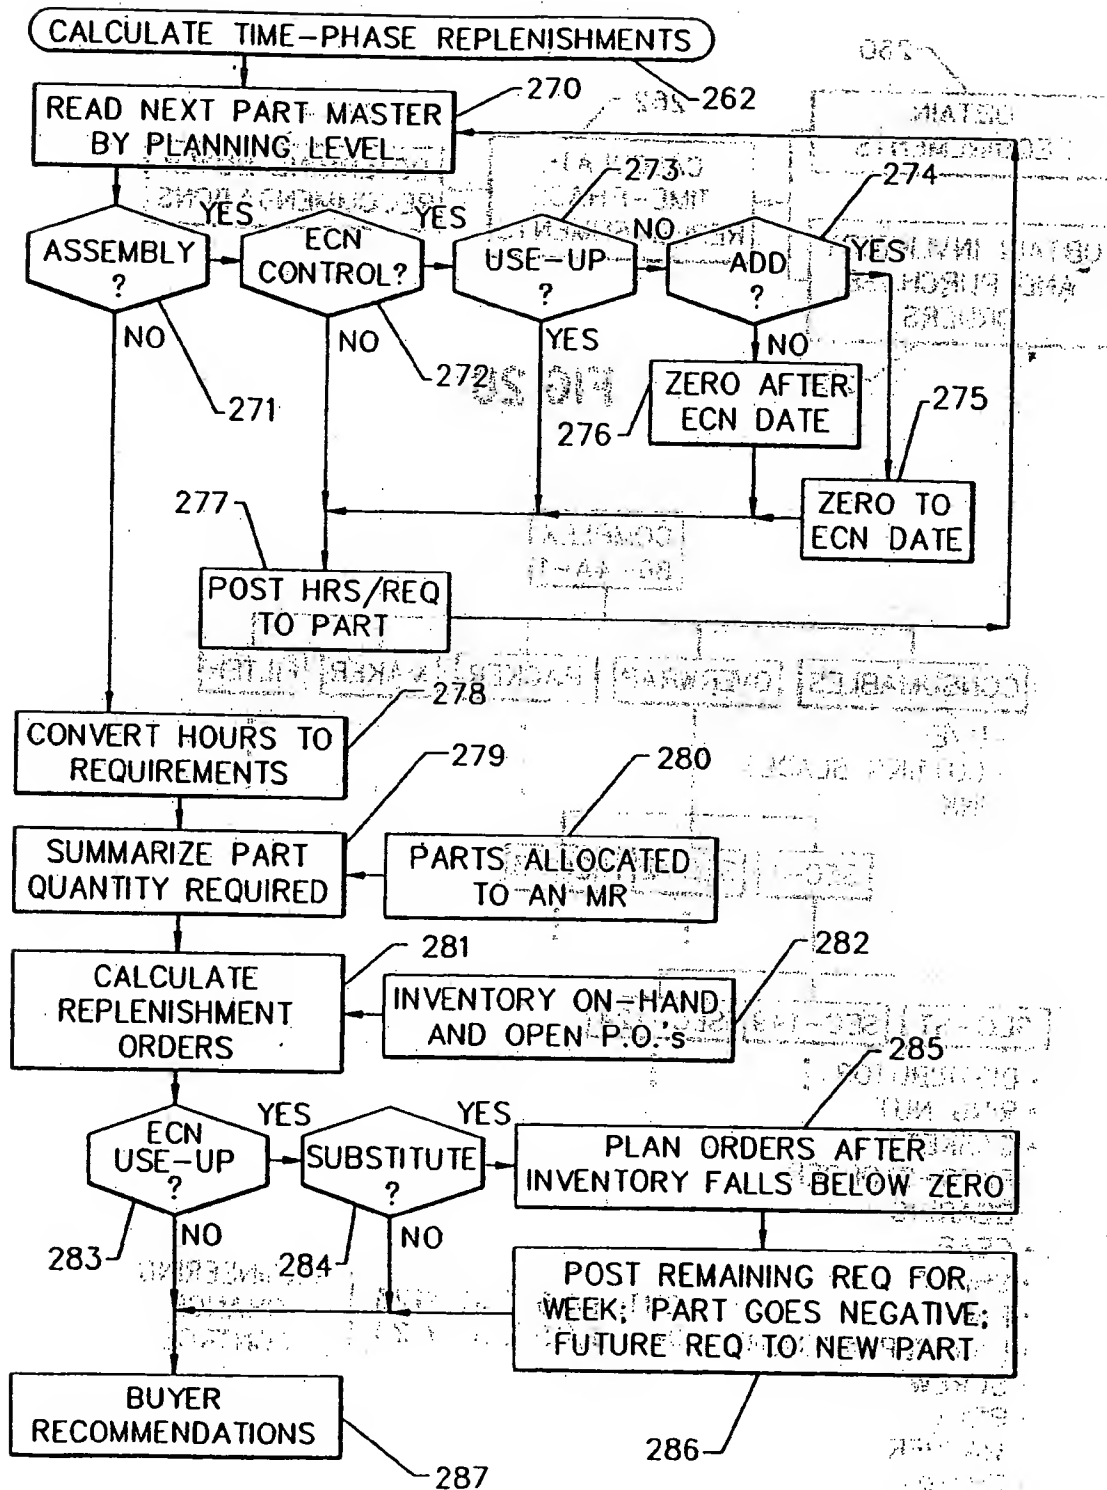 CALCULATE TIME-PHASE REPLENISHMENTS
262
READ NEXT PART MASTER
BY PLANNING LEVEL
270
ASSEMBLY
?
YES
NO
271
ECN
CONTROL?
YES
NO
272
USE-UP
?
NO
YES
273
ADD
?
YES
NO
274
ZERO AFTER
ECN DATE
276
ZERO TO
ECN DATE
275
277
POST HRS/REQ
TO PART
CONVERT HOURS TO
REQUIREMENTS
278
SUMMARIZE PART
QUANTITY REQUIRED
279
PARTS ALLOCATED
TO AN MR
280
CALCULATE
REPLENISHMENT
ORDERS
281
INVENTORY ON-HAND
AND OPEN P.O.'s
282
ECN
USE-UP
?
YES
NO
283
SUBSTITUTE
?
YES
NO
284
PLAN ORDERS AFTER
INVENTORY FALLS BELOW ZERO
285
POST REMAINING REQ FOR
WEEK; PART GOES NEGATIVE;
FUTURE REQ TO NEW PART
286
BUYER
RECOMMENDATIONS
287